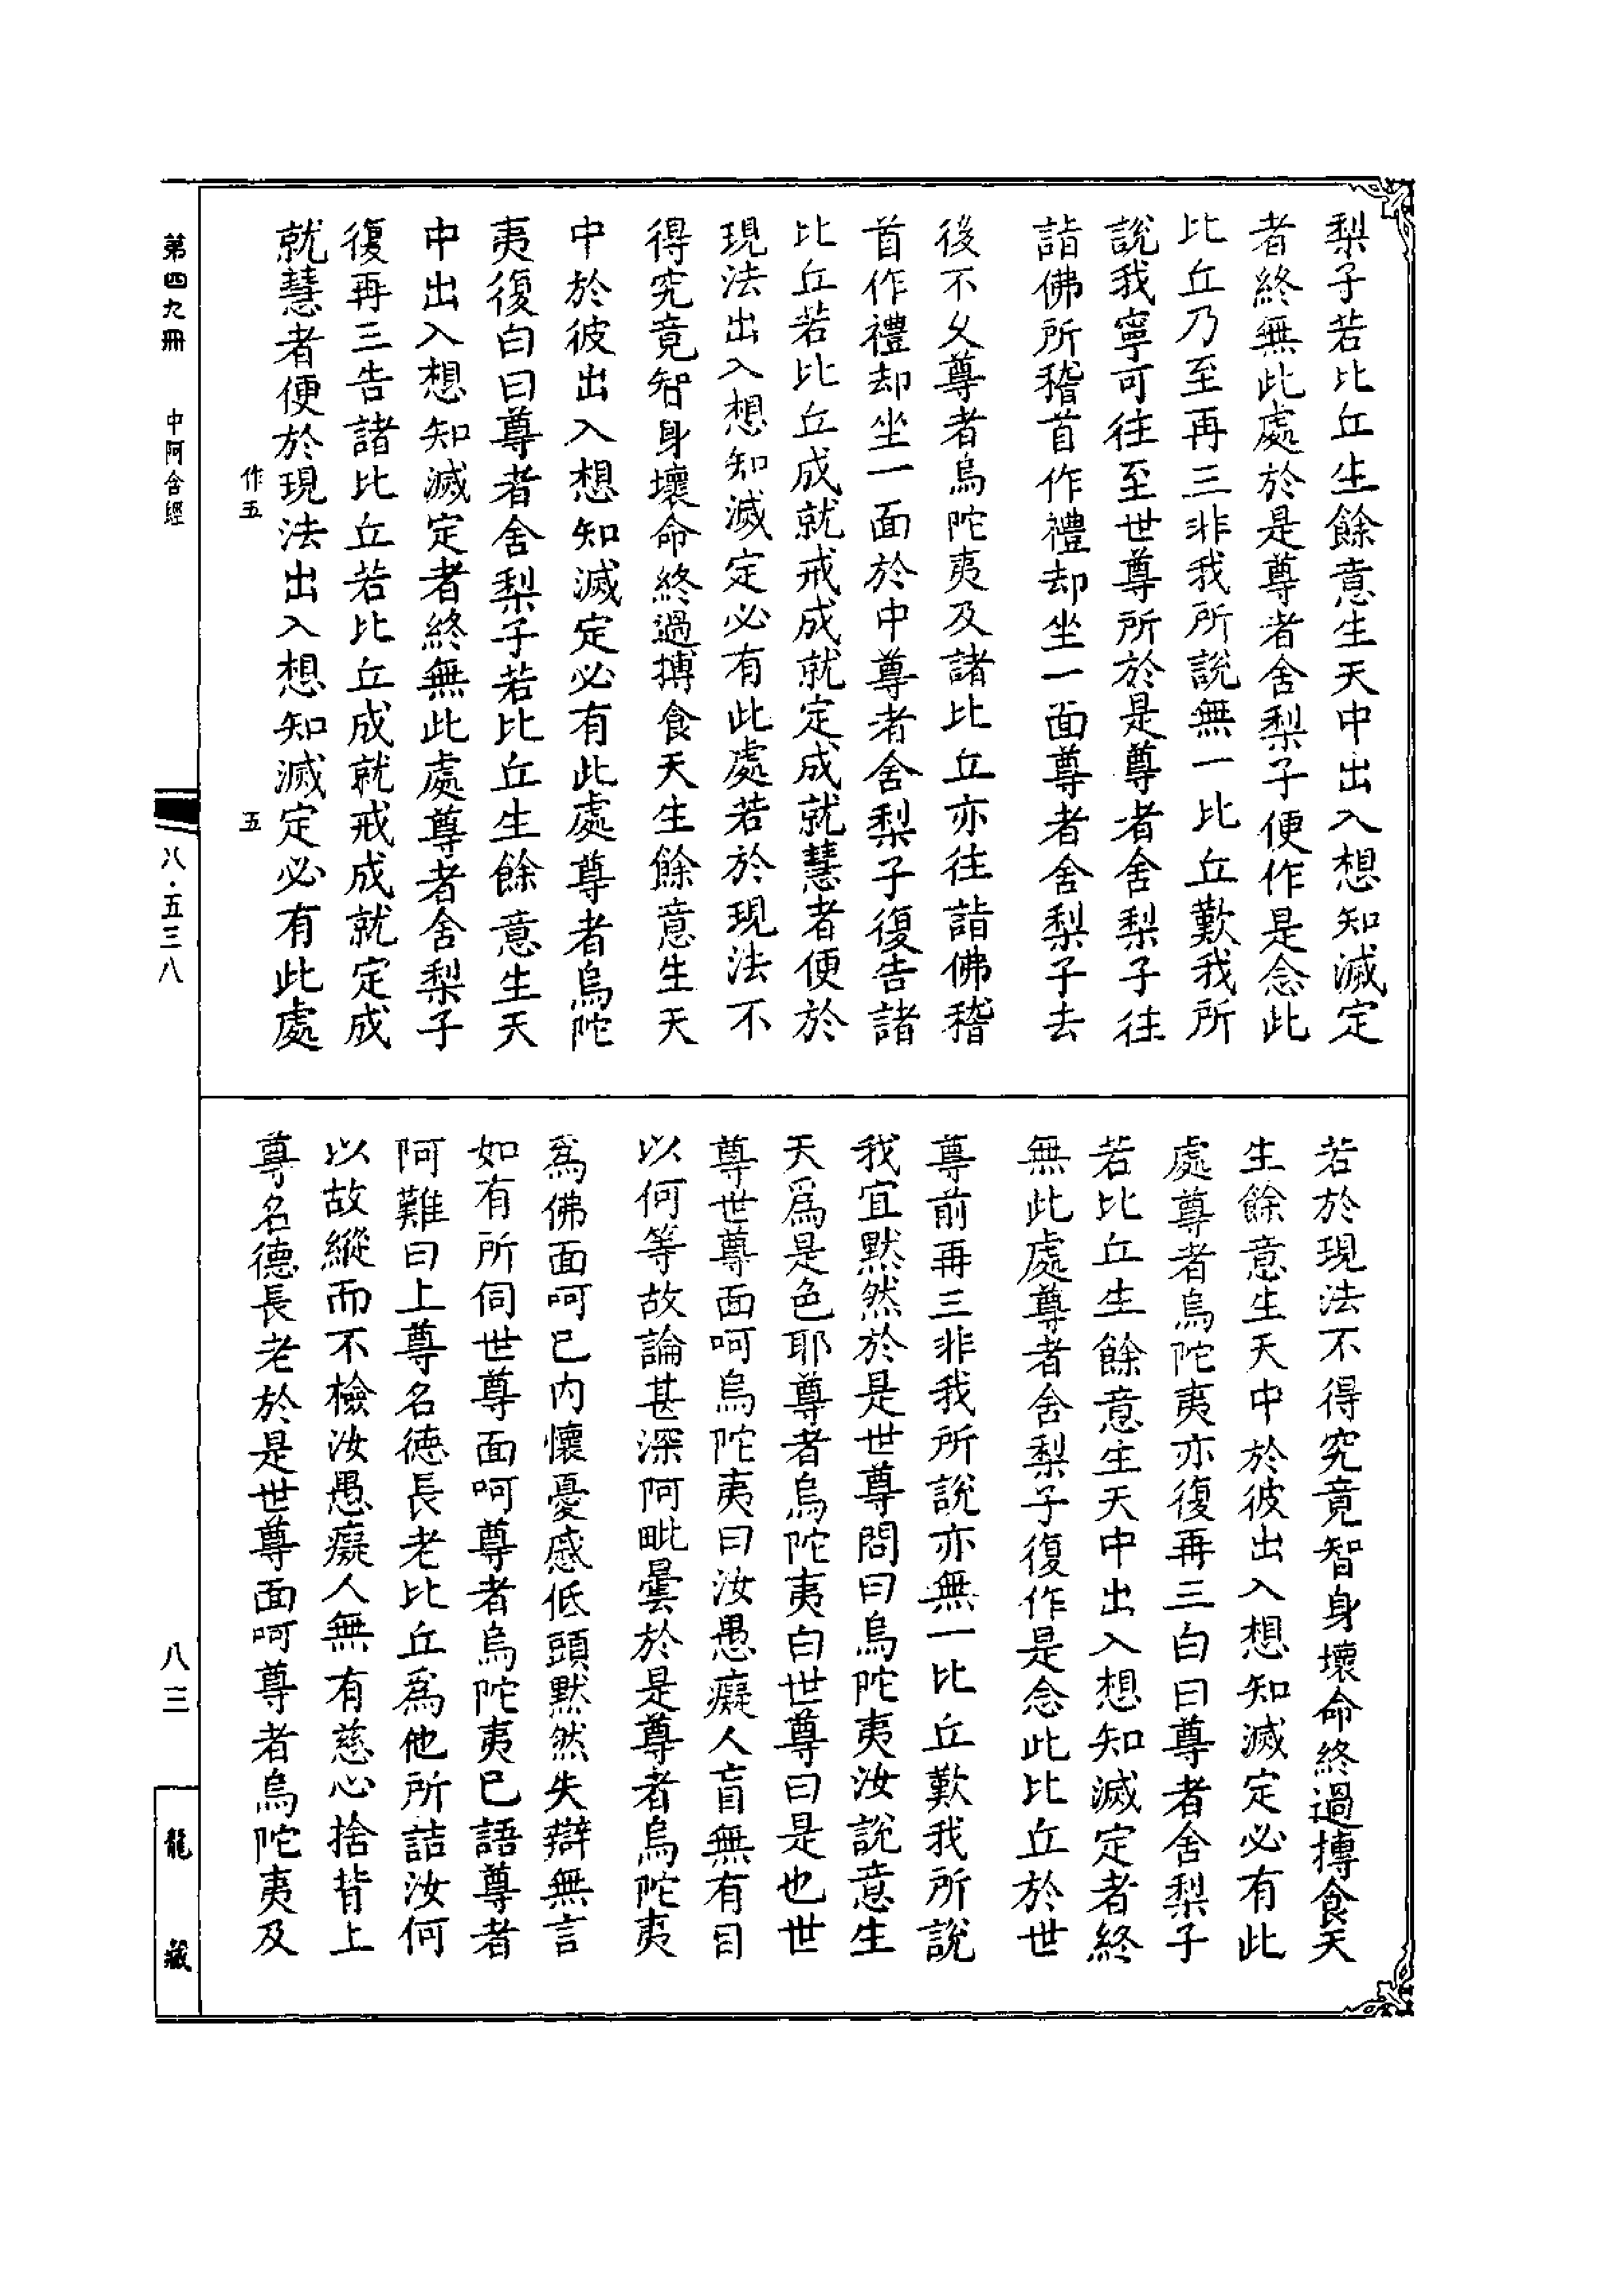 梨子若比丘生餘意生天中出入想知滅定
者終無此處於是尊者舍梨子便作是念此
比丘乃至再三非我所說無一比丘歎我所
說我寧可往至世尊所於是尊者舍梨子往
詣佛所稽首作禮却坐一面尊者舍梨子去
後不久尊者烏陀夷及諸比丘亦往詣佛稽
首作禮却坐一面於中尊者舍梨子復告諸
比丘若比丘成就戒成就定成就慧者便於
現法出入想知滅定必有此處若於現法不
得究竟智身壞命終過摶食天生餘意生天
中於彼出入想知滅定必有此處尊者烏陀
夷復白曰尊者舍梨子若比丘生餘意生天
中出入想知滅定者終無此處尊者舍梨子
復再三告諸比丘若比丘成就戒成就定成
就慧者便於現法出入想知滅定必有此處
作五 五
若於現法不得究竟智身壞命終過摶食天
生餘意生天中於彼出入想知滅定必有此
處尊者烏陀夷亦復再三白曰尊者舍梨子
若比丘生餘意生天中出入想知滅定者終
無此處尊者舍梨子復作是念此比丘於世
尊前再三非我所說亦無一比丘歎我所說
我宜默然於是世尊問曰烏陀夷汝說意生
天爲是色耶尊者烏陀夷白世尊曰是也世
尊世尊面呵烏陀夷曰汝愚癡人盲無有目
以何等故論甚深阿毗曇於是尊者烏陀夷
爲佛面呵已內懷憂慼低頭默然失辯無言
如有所伺世尊面呵尊者烏陀夷已語尊者
阿難曰上尊名德長老比丘爲他所詰汝何
以故縱而不檢汝愚癡人無有慈心捨背上
尊名德長老於是世尊面呵尊者烏陀夷及
第四九冊 中阿含經
八·五三八
八三
龍藏